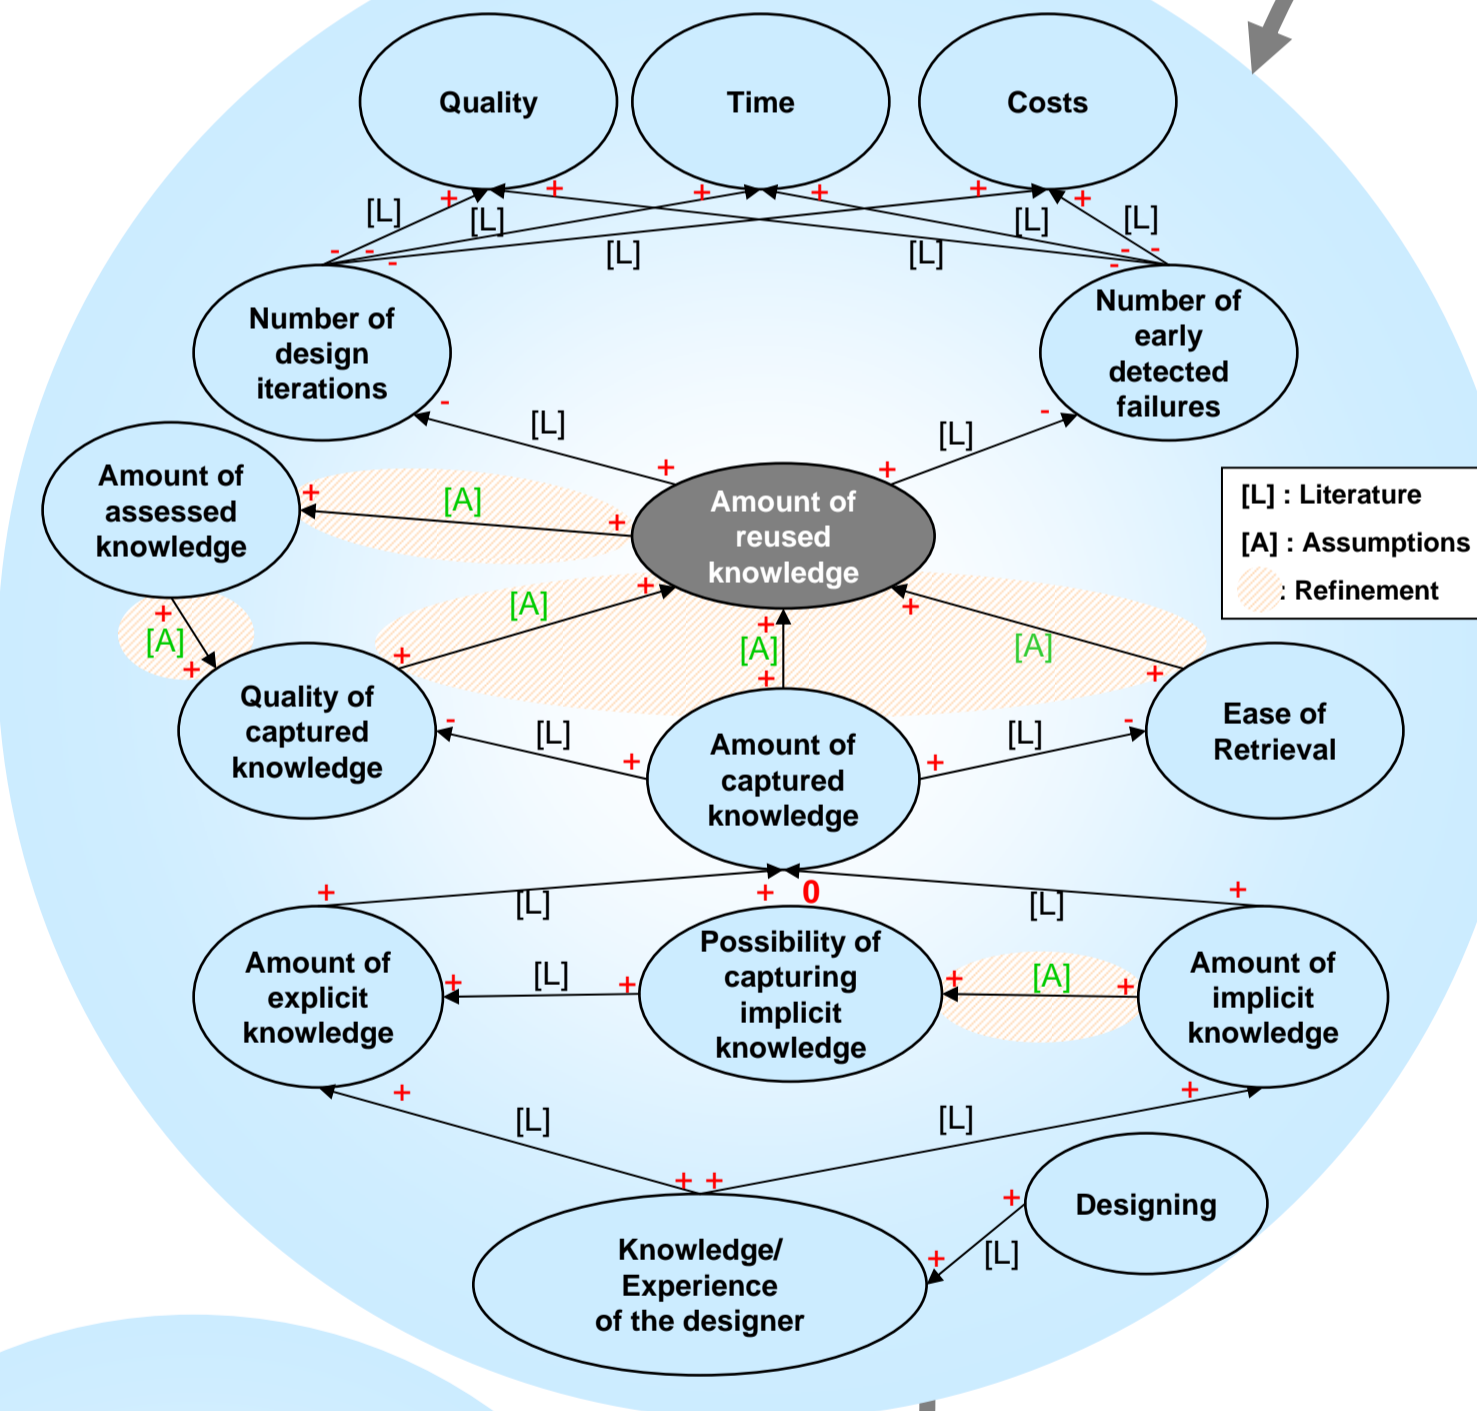 Quality
Time
Costs
+ + + + + +
[L] [L] [L] [L] [L] [L]
- - - - - -
Number of
design
iterations
Number of
early
detected
failures
- [L] + + [L] -
Amount of
assessed
knowledge
+ [A] +
Amount of
reused
knowledge
[L] : Literature
[A] : Assumptions
: Refinement
+ [A] +
+ [A] +
+ [A] +
+ [A] +
Quality of
captured
knowledge
- [L] +
Amount of
captured
knowledge
+ [L] -
Ease of
Retrieval
+ [L] + 0 [L] +
Amount of
explicit
knowledge
+ [L] +
Possibility of
capturing
implicit
knowledge
+ [A] +
Amount of
implicit
knowledge
+ [L] + + [L] +
Designing
+ [L] +
Knowledge/
Experience
of the designer